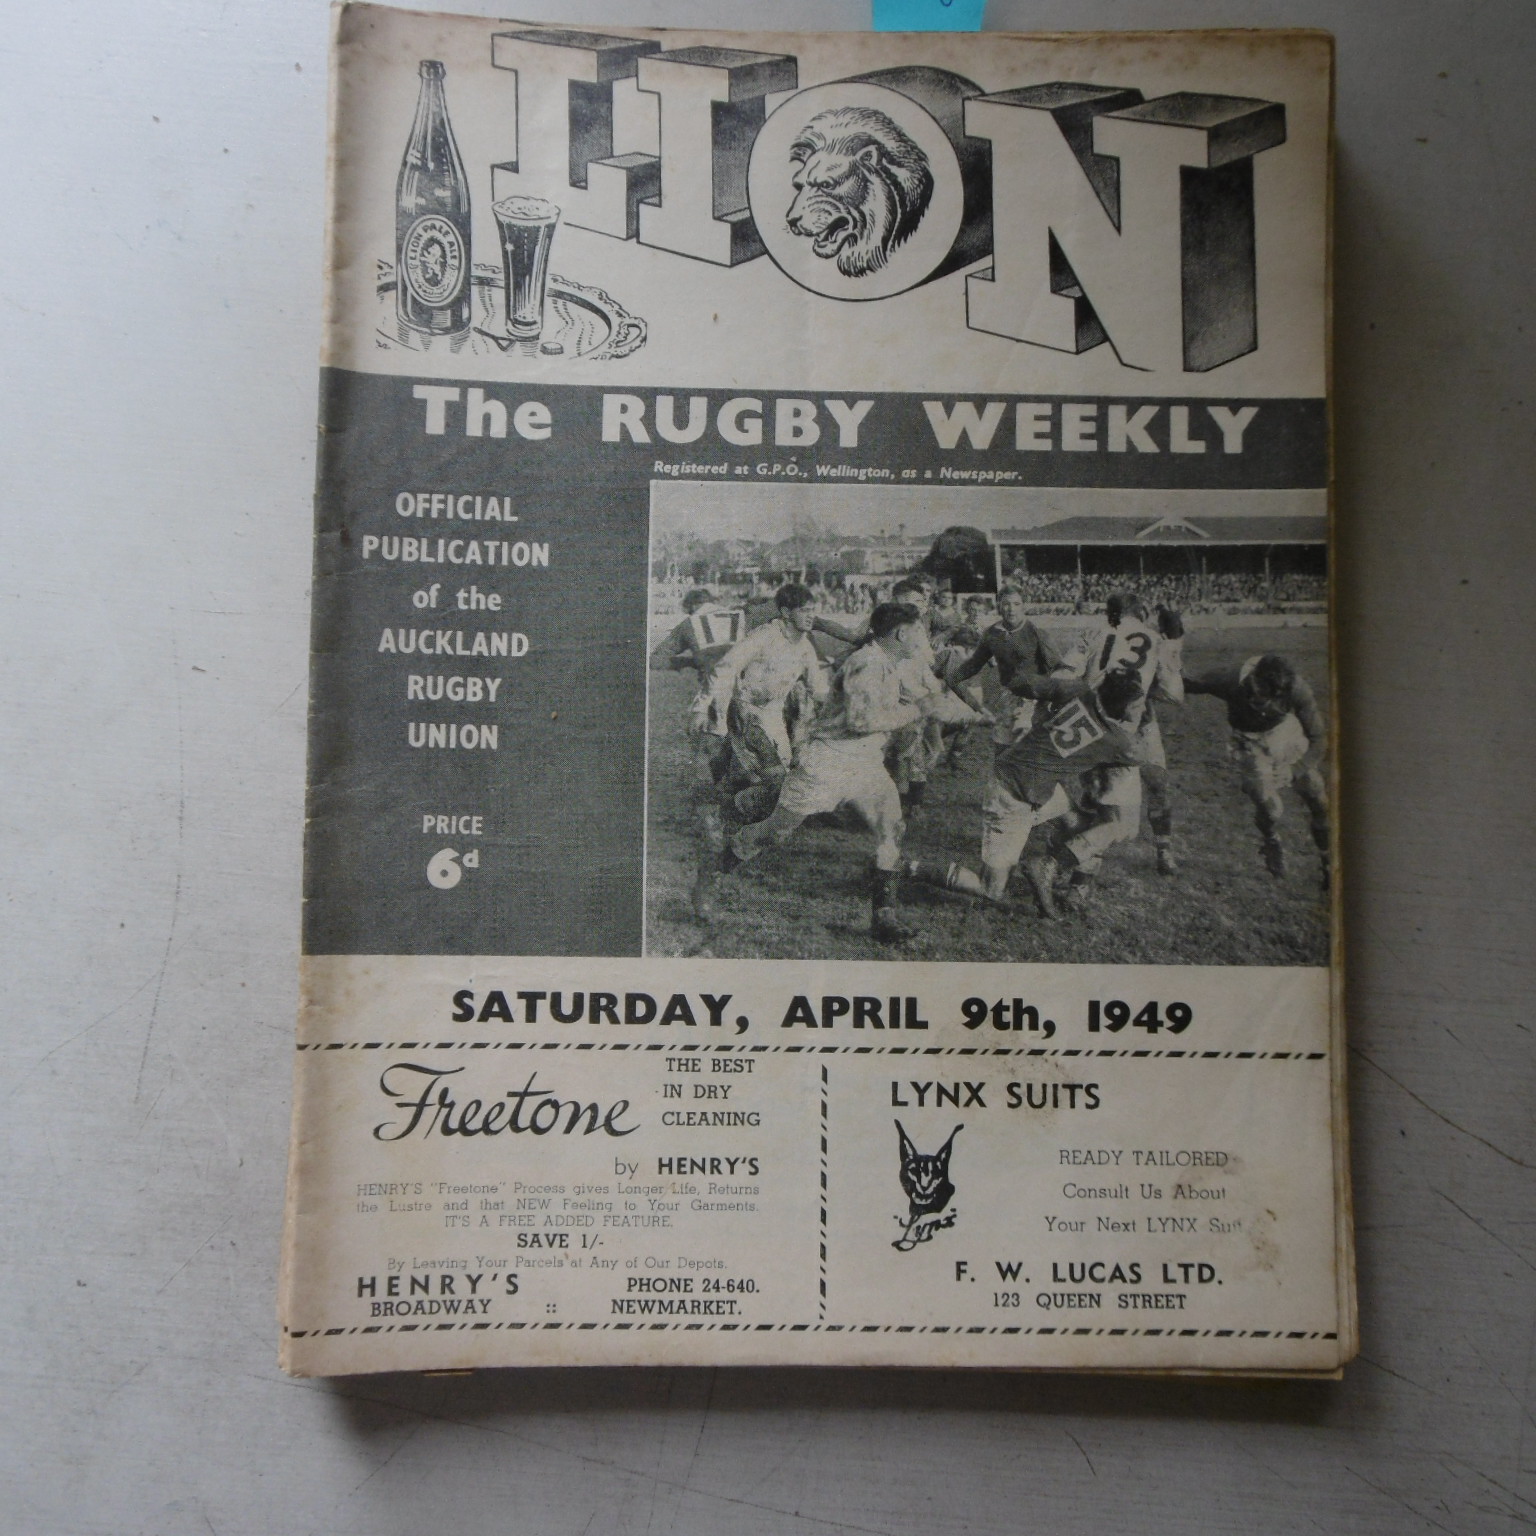 LION
LION PALE ALE
The RUGBY WEEKLY
Registered at G.P.O., Wellington, as a Newspaper.
OFFICIAL
PUBLICATION
of the
AUCKLAND
RUGBY
UNION
PRICE
6d
17
13
15
SATURDAY, APRIL 9th, 1949
Freetone
THE BEST
IN DRY
CLEANING
by HENRY'S
HENRY'S "Freetone" Process gives Longer Life, Returns
the Lustre and that NEW Feeling to Your Garments.
IT'S A FREE ADDED FEATURE.
SAVE 1/-
By Leaving Your Parcels at Any of Our Depots.
HENRY'S PHONE 24-640.
BROADWAY :: NEWMARKET.
LYNX SUITS
"Lynx"
READY TAILORED
Consult Us About
Your Next LYNX Suit
F. W. LUCAS LTD.
123 QUEEN STREET